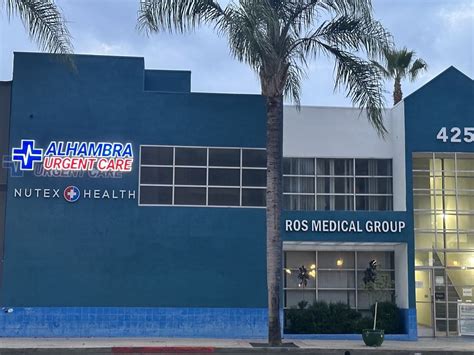 ALHAMBRA
URGENT CARE
NUTEX HEALTH
ROS MEDICAL GROUP
425